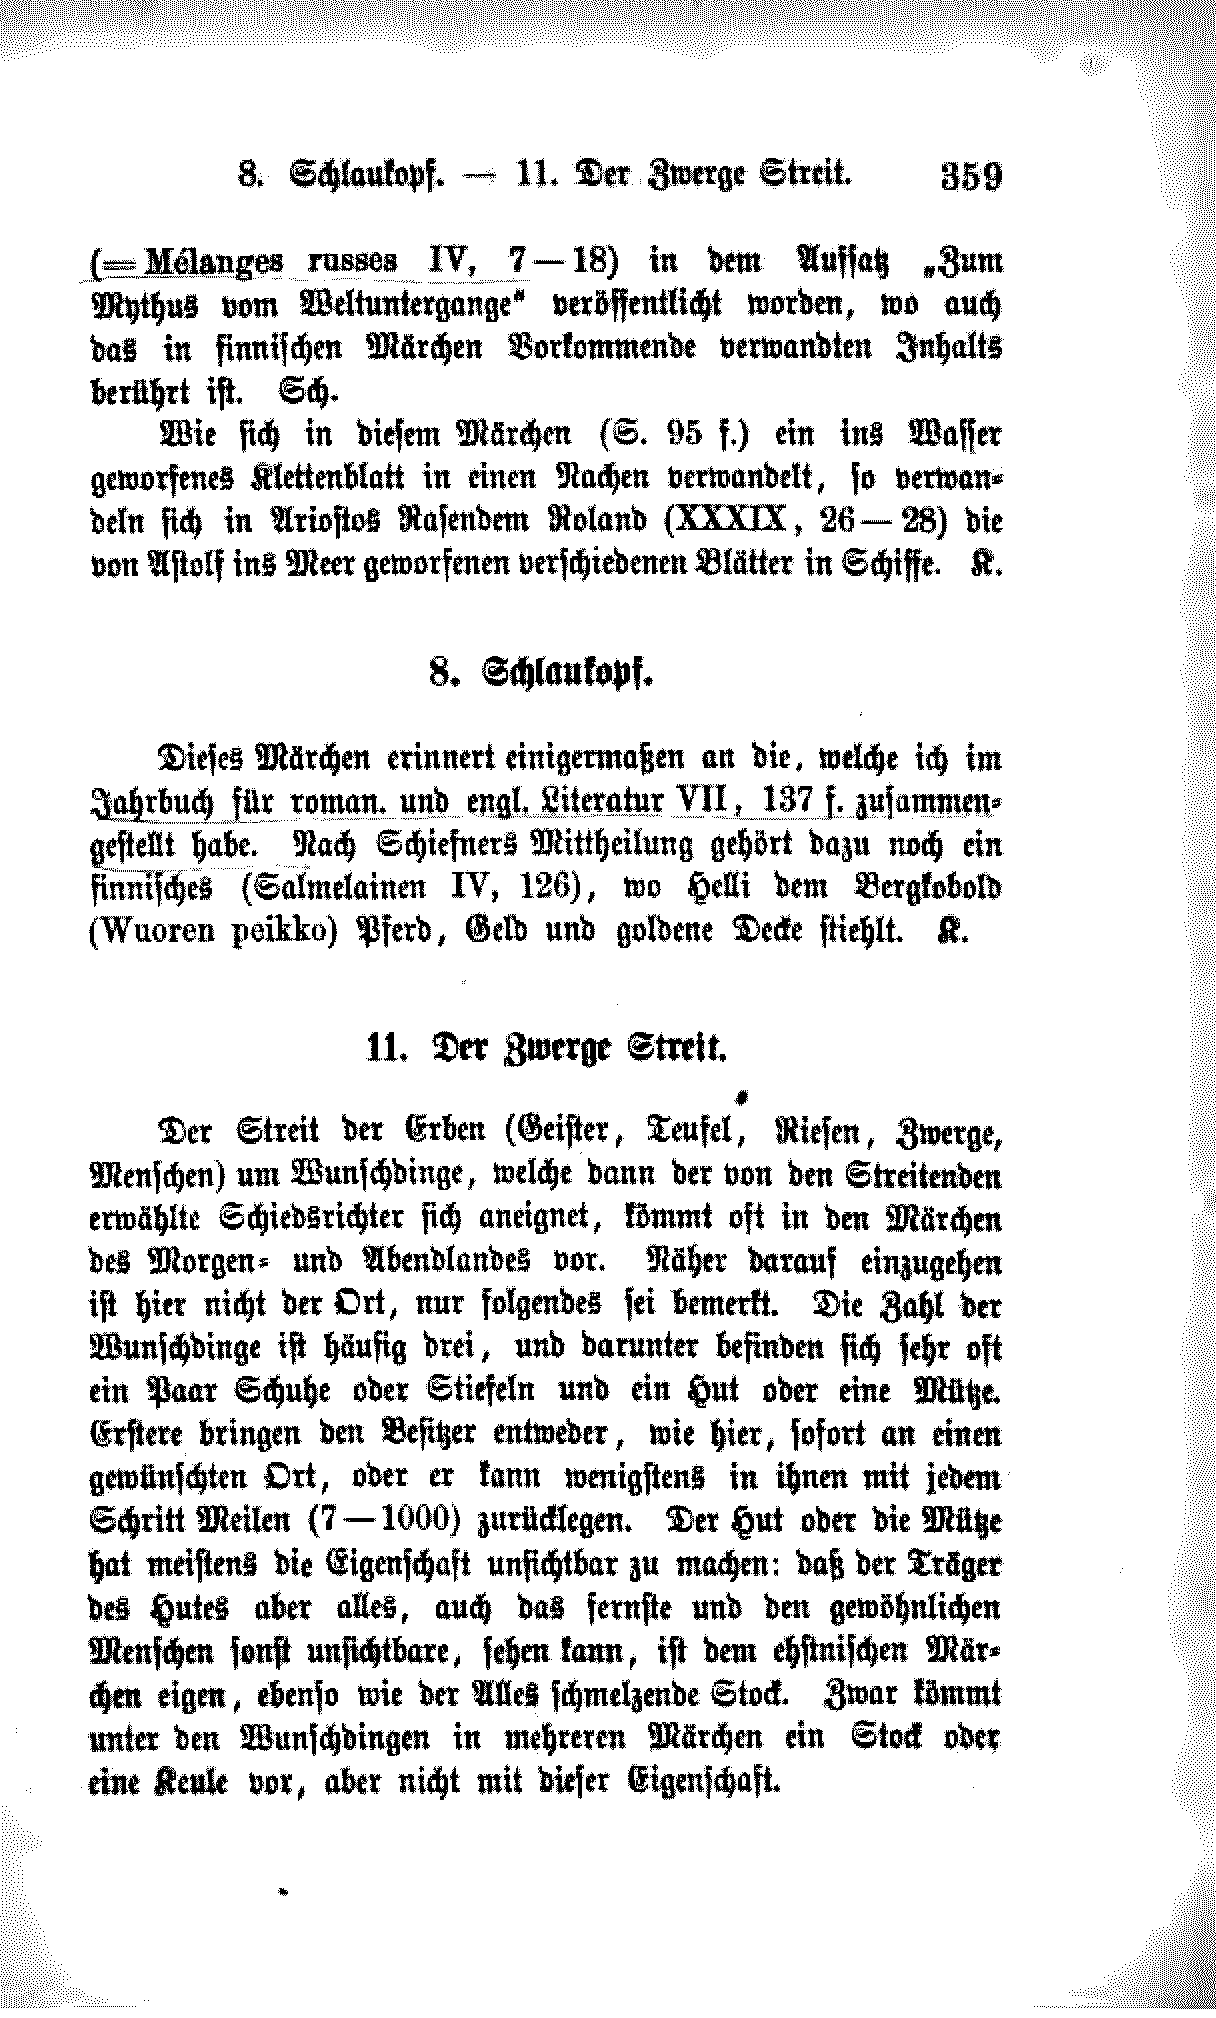 8. Schlaukopf. — 11. Der Zwerge Streit. 359
(= Mélanges russes IV, 7—18) in dem Aufsatz „Zum
Mythus vom Weltuntergange“ veröffentlicht worden, wo auch
das in finnischen Märchen Vorkommende verwandten Inhalts
berührt ist. Sch.
Wie sich in diesem Märchen (S. 95 f.) ein ins Wasser
geworfenes Klettenblatt in einen Nachen verwandelt, so verwan-
deln sich in Ariostos Rasendem Roland (XXXIX, 26—28) die
von Astolf ins Meer geworfenen verschiedenen Blätter in Schiffe. K.
8. Schlaukopf.
Dieses Märchen erinnert einigermaßen an die, welche ich im
Jahrbuch für roman. und engl. Literatur VII, 137 f. zusammen-
gestellt habe. Nach Schiefners Mittheilung gehört dazu noch ein
finnisches (Salmelainen IV, 126), wo Helli dem Bergkobold
(Wuoren peikko) Pferd, Geld und goldene Decke stiehlt. K.
11. Der Zwerge Streit.
Der Streit der Erben (Geister, Teufel, Riesen, Zwerge,
Menschen) um Wunschdinge, welche dann der von den Streitenden
erwählte Schiedsrichter sich aneignet, kömmt oft in den Märchen
des Morgen- und Abendlandes vor. Näher darauf einzugehen
ist hier nicht der Ort, nur folgendes sei bemerkt. Die Zahl der
Wunschdinge ist häufig drei, und darunter befinden sich sehr oft
ein Paar Schuhe oder Stiefeln und ein Hut oder eine Mütze.
Erstere bringen den Besitzer entweder, wie hier, sofort an einen
gewünschten Ort, oder er kann wenigstens in ihnen mit jedem
Schritt Meilen (7—1000) zurücklegen. Der Hut oder die Mütze
hat meistens die Eigenschaft unsichtbar zu machen: daß der Träger
des Hutes aber alles, auch das fernste und den gewöhnlichen
Menschen sonst unsichtbare, sehen kann, ist dem ehstnischen Mär-
chen eigen, ebenso wie der Alles schmelzende Stock. Zwar kömmt
unter den Wunschdingen in mehreren Märchen ein Stock oder
eine Keule vor, aber nicht mit dieser Eigenschaft.